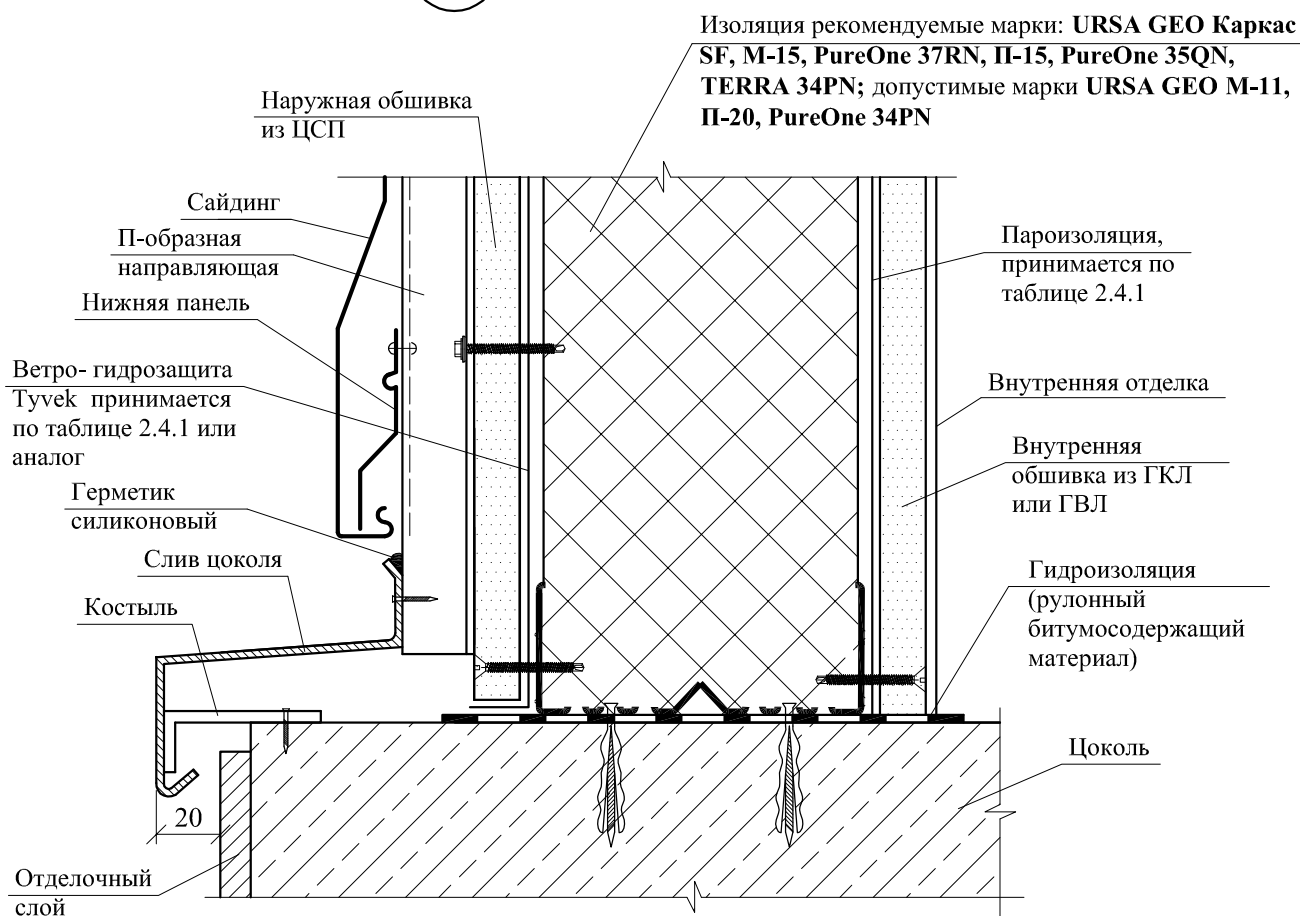 Изоляция рекомендуемые марки: URSA GEO Каркас
SF, М-15, PureOne 37RN, П-15, PureOne 35QN,
TERRA 34PN; допустимые марки URSA GEO М-11,
П-20, PureOne 34PN
Наружная обшивка
из ЦСП
Сайдинг
П-образная
направляющая
Нижняя панель
Ветро- гидрозащита
Tyvek принимается
по таблице 2.4.1 или
аналог
Герметик
силиконовый
Слив цоколя
Костыль
20
Отделочный
слой
Пароизоляция,
принимается по
таблице 2.4.1
Внутренняя отделка
Внутренняя
обшивка из ГКЛ
или ГВЛ
Гидроизоляция
(рулонный
битумосодержащий
материал)
Цоколь